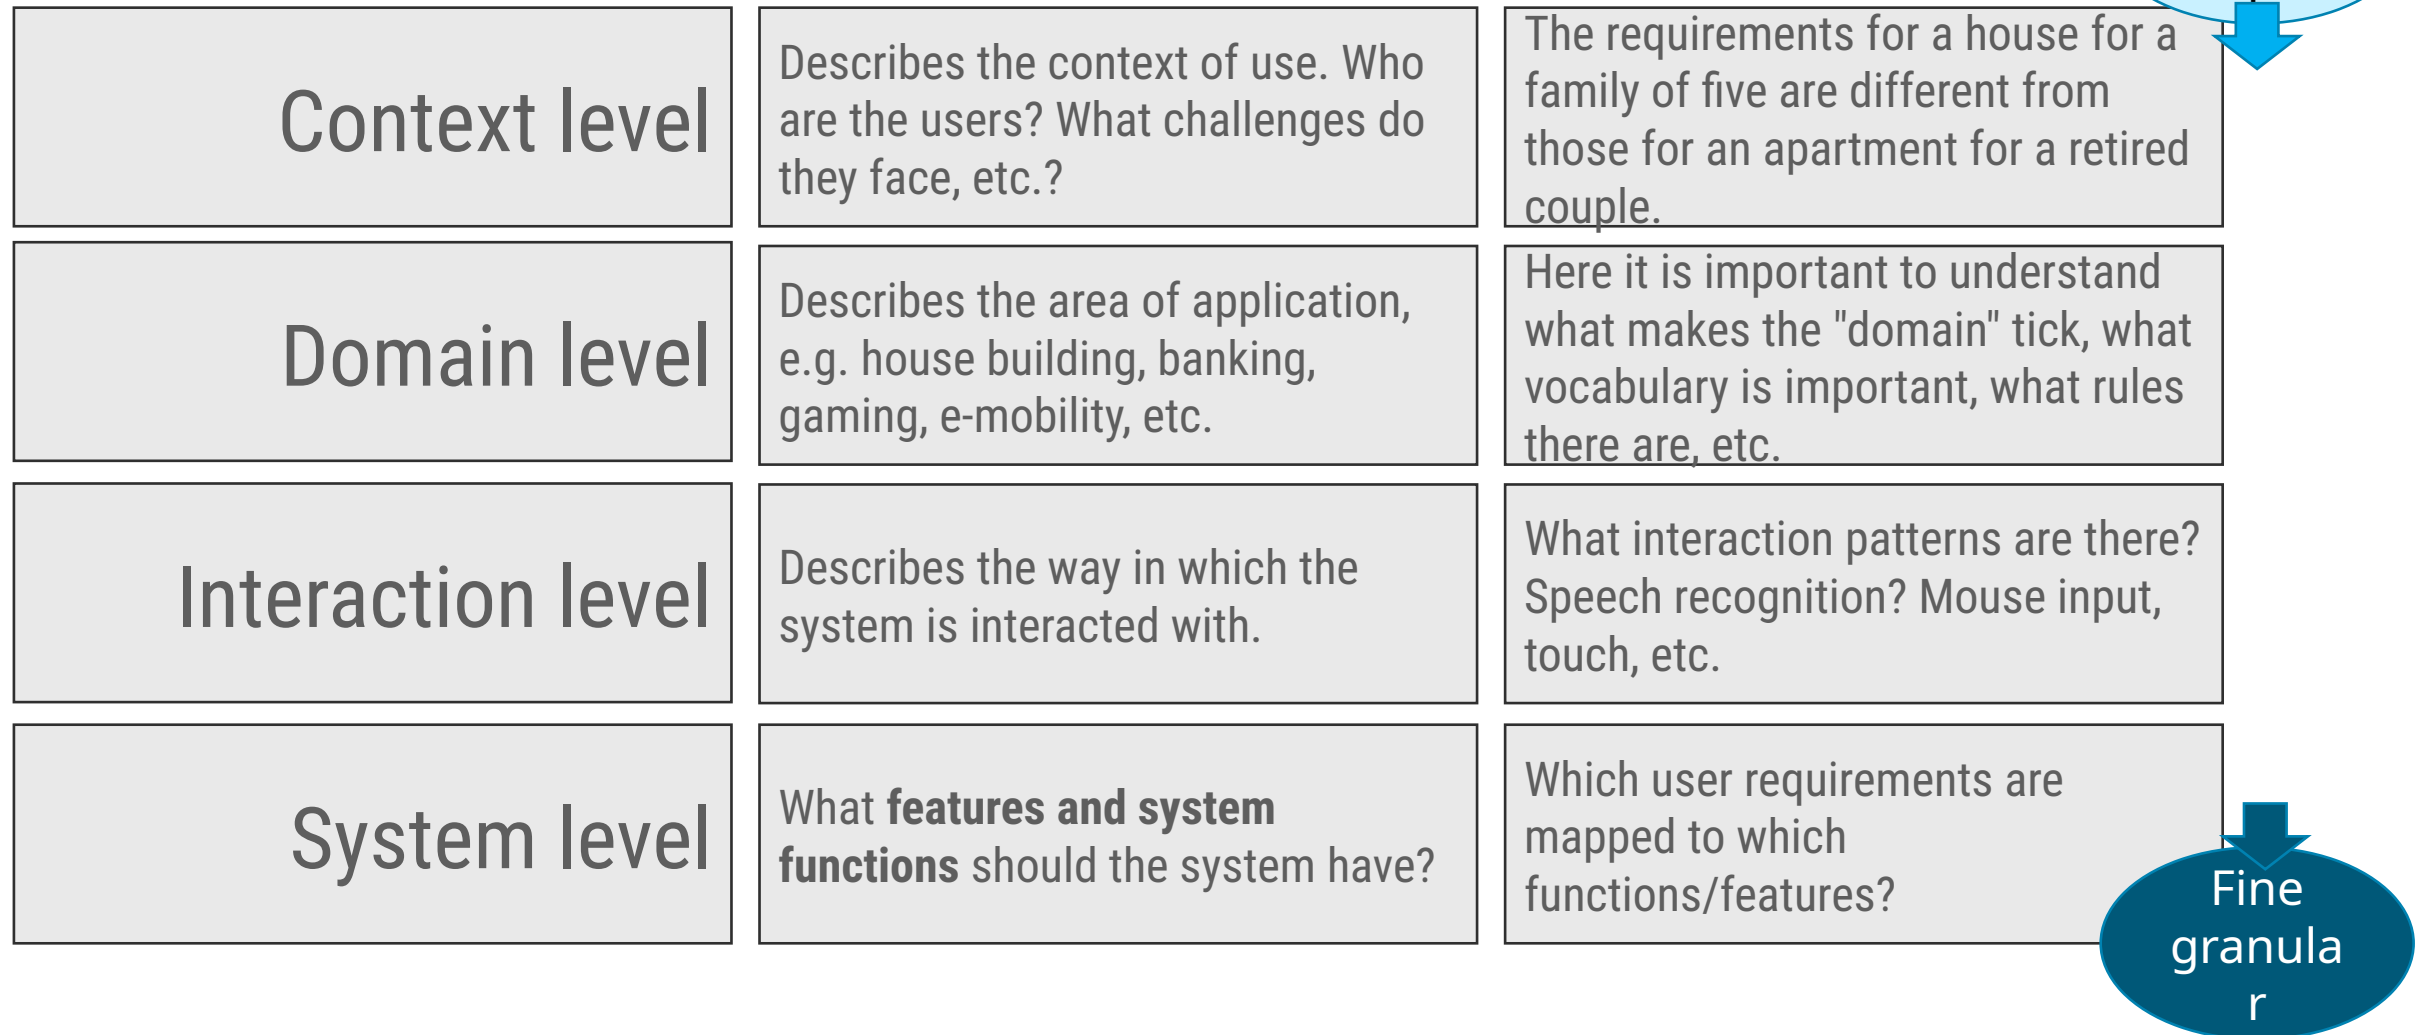 Context level
Describes the context of use. Who
are the users? What challenges do
they face, etc.?
The requirements for a house for a
family of five are different from
those for an apartment for a retired
couple.
Domain level
Describes the area of application,
e.g. house building, banking,
gaming, e-mobility, etc.
Here it is important to understand
what makes the "domain" tick, what
vocabulary is important, what rules
there are, etc.
Interaction level
Describes the way in which the
system is interacted with.
What interaction patterns are there?
Speech recognition? Mouse input,
touch, etc.
System level
What features and system
functions should the system have?
Which user requirements are
mapped to which
functions/features?
Fine
granula
r